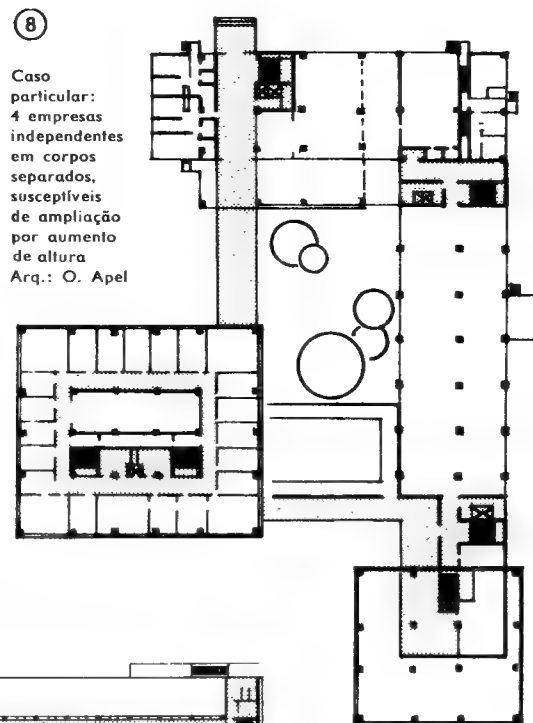 8
Caso
particular:
4 empresas
independentes
em corpos
separados,
susceptíveis
de ampliação
por aumento
de altura
Arq.: O. Apel